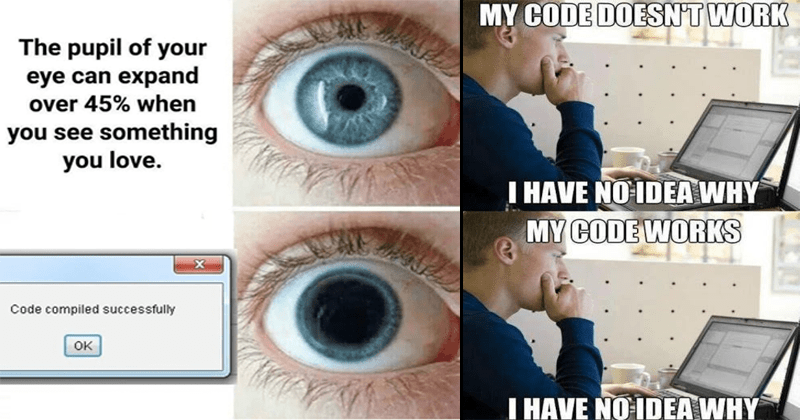 The pupil of your
eye can expand
over 45% when
you see something
you love.
X
Code compiled successfully
OK
MY CODE DOESN'T WORK
I HAVE NO IDEA WHY
MY CODE WORKS
I HAVE NO IDEA WHY